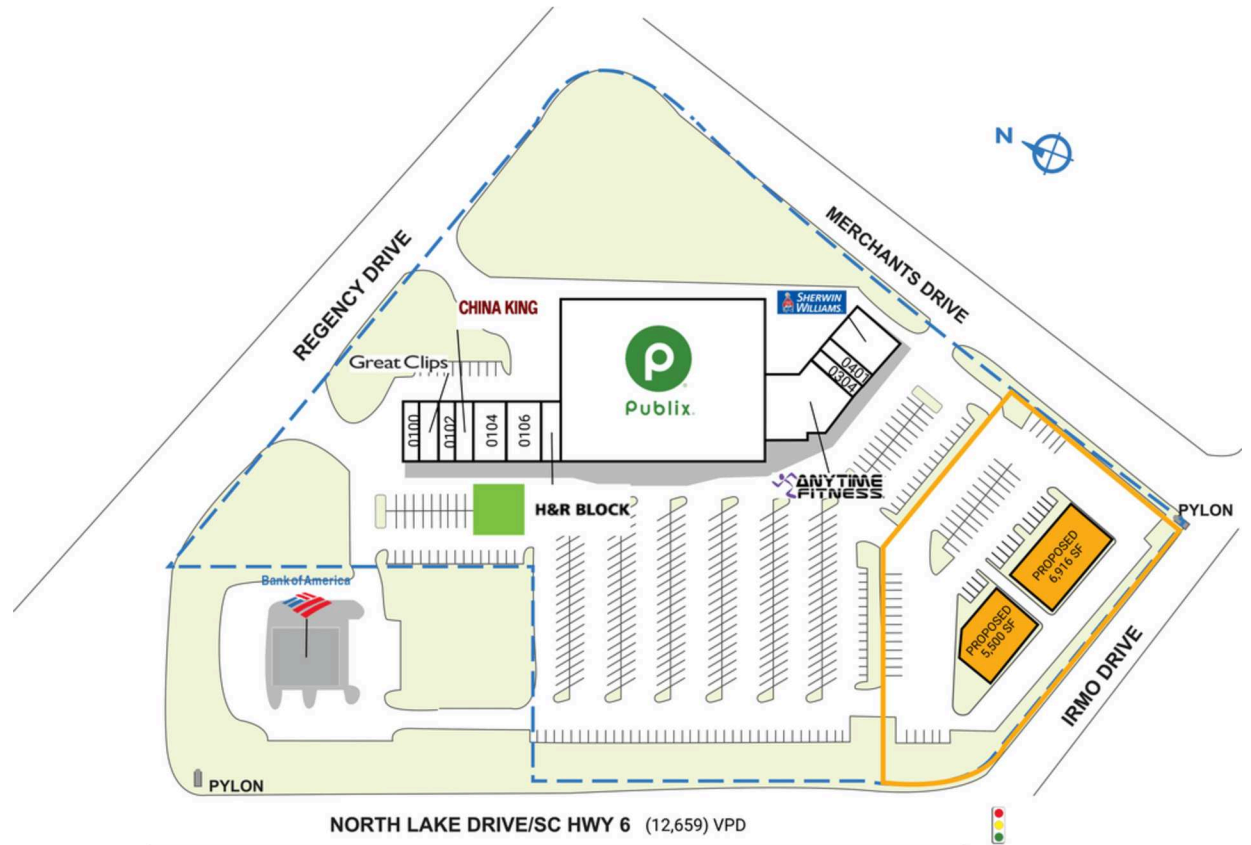 N
MERCHANTS DRIVE
REGENCY DRIVE
CHINA KING
SHERWIN
WILLIAMS.
Great Clips
P
Publix.
0401
0304
0100
0102
0104
0106
ANYTIME
FITNESS
H&R BLOCK
PYLON
PROPOSED
6,916 SF
PROPOSED
5,500 SF
Bank of America
IRMO DRIVE
PYLON
NORTH LAKE DRIVE/SC HWY 6 (12,659) VPD